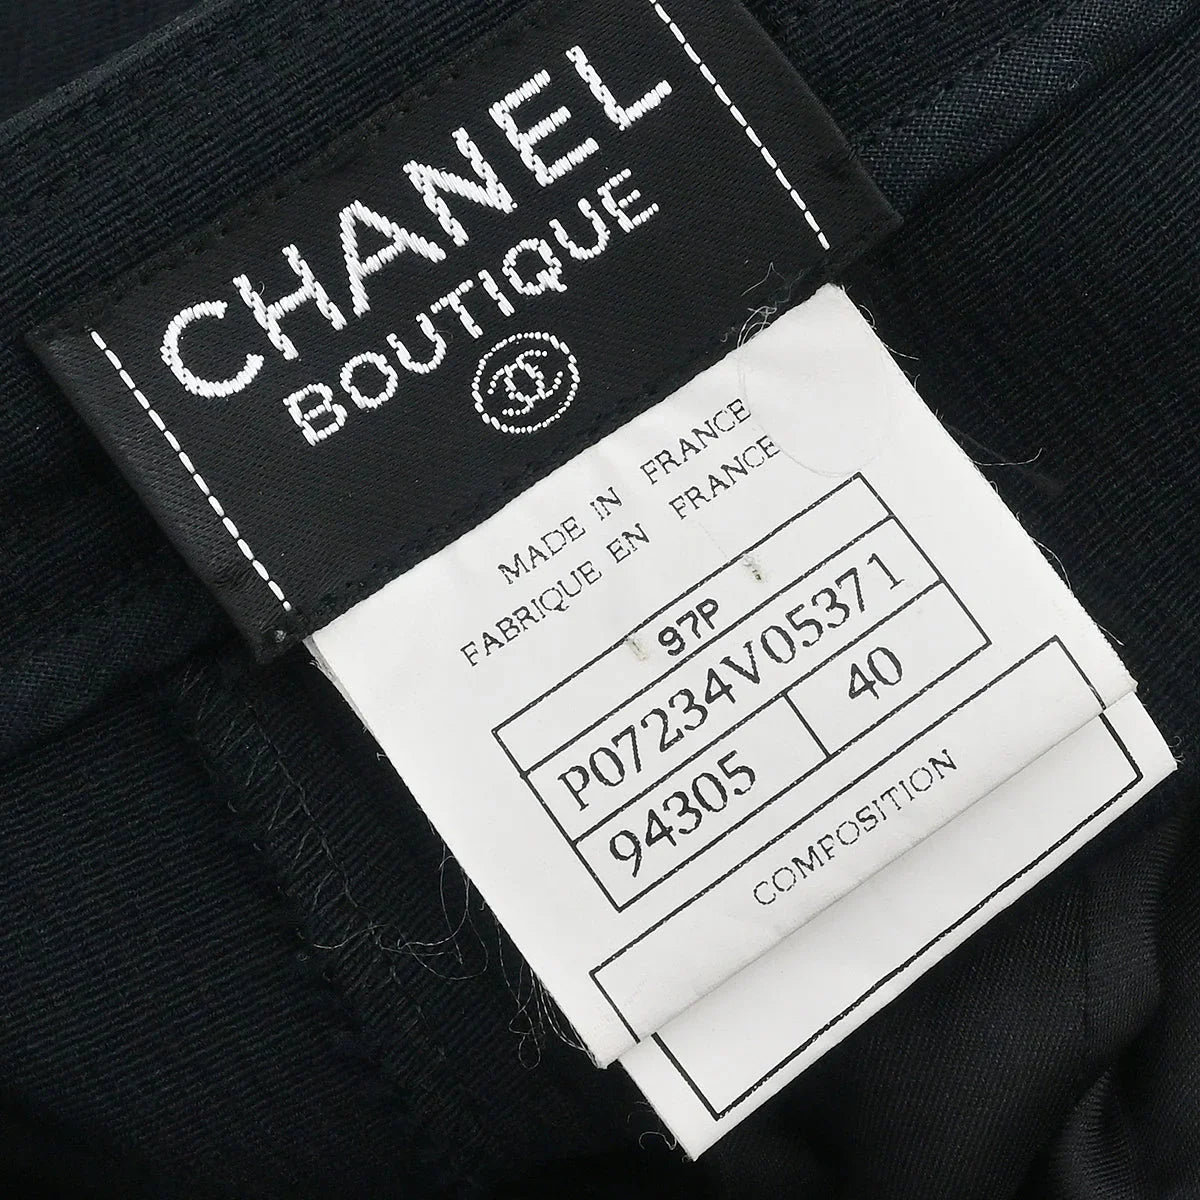 CHANEL
BOUTIQUE
MADE IN FRANCE
FABRIQUE EN FRANCE
97P
P07234V05371
94305 40
COMPOSITION